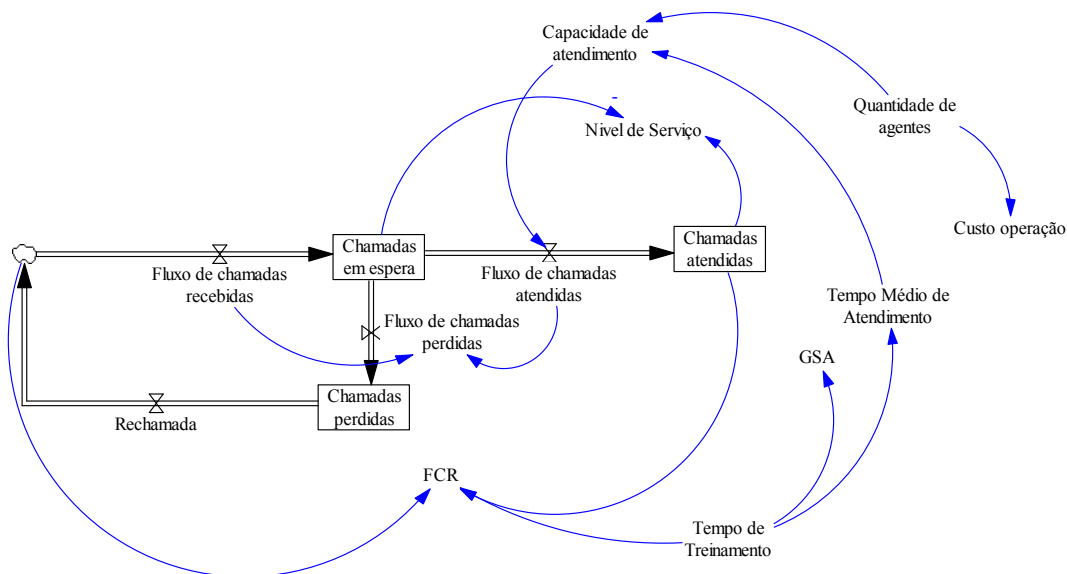 Capacidade de
atendimento
-
Nivel de Serviço
Quantidade de
agentes
Custo operação
Chamadas
em espera
Chamadas
atendidas
Fluxo de chamadas
recebidas
Fluxo de chamadas
atendidas
Tempo Médio de
Atendimento
Fluxo de chamadas
perdidas
GSA
Chamadas
perdidas
Rechamada
FCR
Tempo de
Treinamento